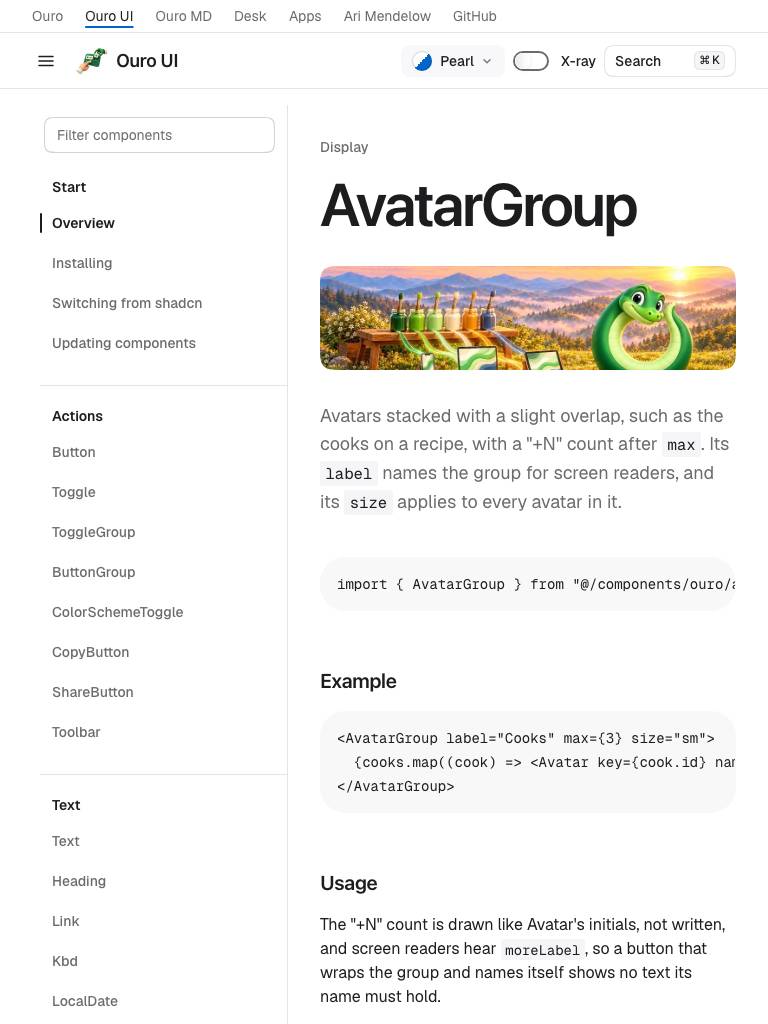 Ouro
Ouro UI
Ouro MD
Desk
Apps
Ari Mendelow
GitHub
Ouro UI
Pearl
X-ray
Search
⌘ K
Filter components
Start
Overview
Installing
Switching from shadcn
Updating components
Actions
Button
Toggle
ToggleGroup
ButtonGroup
ColorSchemeToggle
CopyButton
ShareButton
Toolbar
Text
Text
Heading
Link
Kbd
LocalDate
Display
AvatarGroup
Avatars stacked with a slight overlap, such as the
cooks on a recipe, with a "+N" count after max. Its
label names the group for screen readers, and
its size applies to every avatar in it.
import { AvatarGroup } from "@/components/ouro/
Example
<AvatarGroup label="Cooks" max={3} size="sm">
{cooks.map((cook) => <Avatar key={cook.id}
</AvatarGroup>
Usage
The "+N" count is drawn like Avatar's initials, not written,
and screen readers hear moreLabel, so a button that
wraps the group and names itself shows no text its
name must hold.